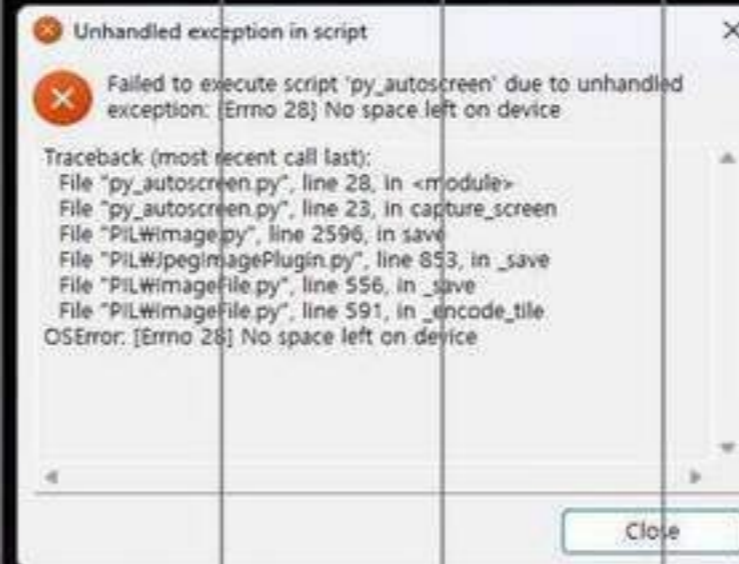 Unhandled exception in script
Failed to execute script 'py_autoscreen' due to unhandled
exception: [Errno 28] No space left on device
Traceback (most recent call last):
File "py_autoscreen.py", line 28, in <module>
File "py_autoscreen.py", line 23, in capture_screen
File "PIL₩Image.py", line 2596, in save
File "PIL₩JpegImagePlugin.py", line 853, in _save
File "PIL₩ImageFile.py", line 556, in _save
File "PIL₩ImageFile.py", line 591, in _encode_tile
OSError: [Errno 28] No space left on device
Close